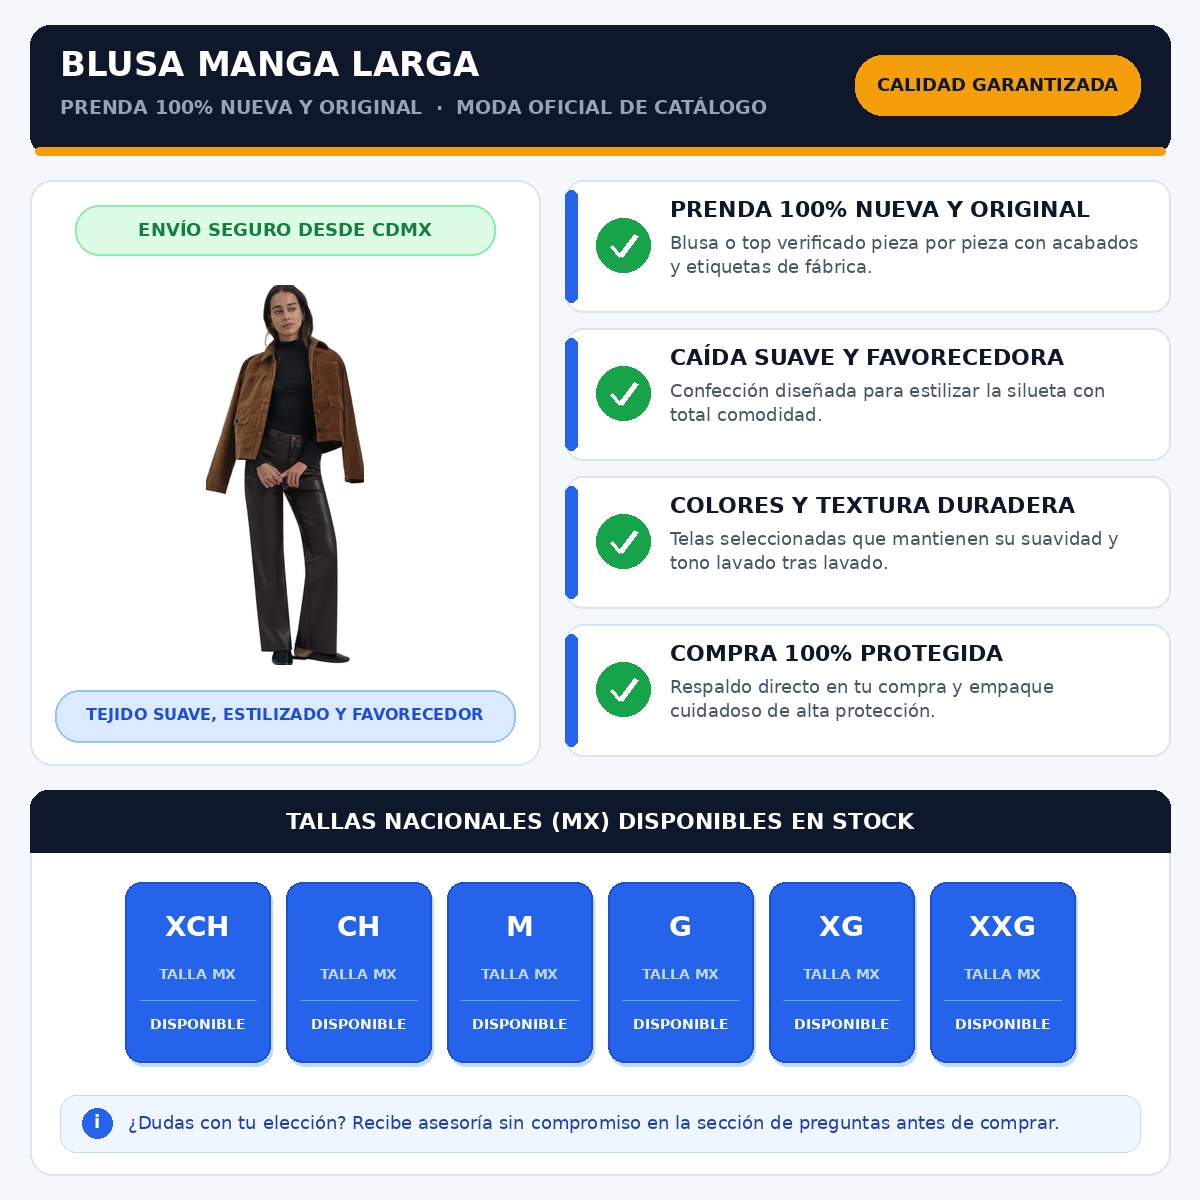 BLUSA MANGA LARGA
PRENDA 100% NUEVA Y ORIGINAL · MODA OFICIAL DE CATÁLOGO
CALIDAD GARANTIZADA
ENVÍO SEGURO DESDE CDMX
TEJIDO SUAVE, ESTILIZADO Y FAVORECEDOR
PRENDA 100% NUEVA Y ORIGINAL
Blusa o top verificado pieza por pieza con acabados
y etiquetas de fábrica.
CAÍDA SUAVE Y FAVORECEDORA
Confección diseñada para estilizar la silueta con
total comodidad.
COLORES Y TEXTURA DURADERA
Telas seleccionadas que mantienen su suavidad y
tono lavado tras lavado.
COMPRA 100% PROTEGIDA
Respaldo directo en tu compra y empaque
cuidadoso de alta protección.
TALLAS NACIONALES (MX) DISPONIBLES EN STOCK
XCH
TALLA MX
DISPONIBLE
CH
TALLA MX
DISPONIBLE
M
TALLA MX
DISPONIBLE
G
TALLA MX
DISPONIBLE
XG
TALLA MX
DISPONIBLE
XXG
TALLA MX
DISPONIBLE
i
¿Dudas con tu elección? Recibe asesoría sin compromiso en la sección de preguntas antes de comprar.